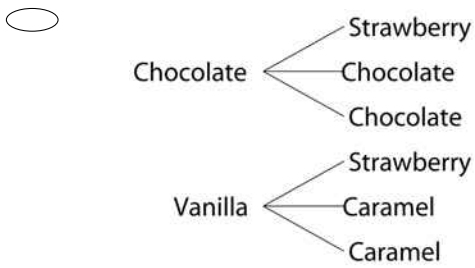 Strawberry
Chocolate Chocolate
Chocolate
Strawberry
Vanilla Caramel
Caramel